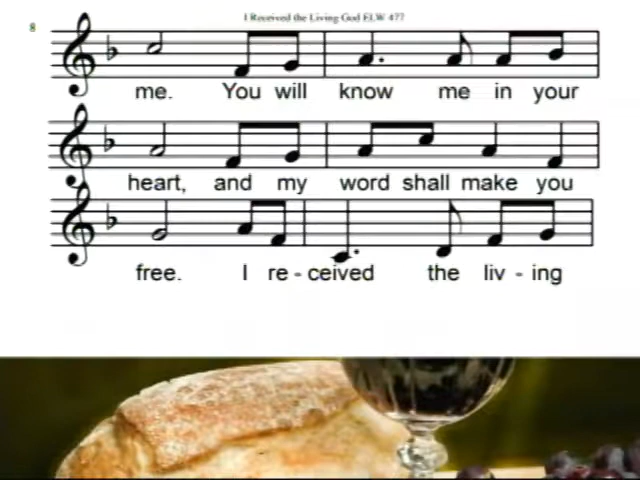 I Received the Living God ELW 477
8
me. You will know me in your
heart, and my word shall make you
free. I re - ceived the liv - ing